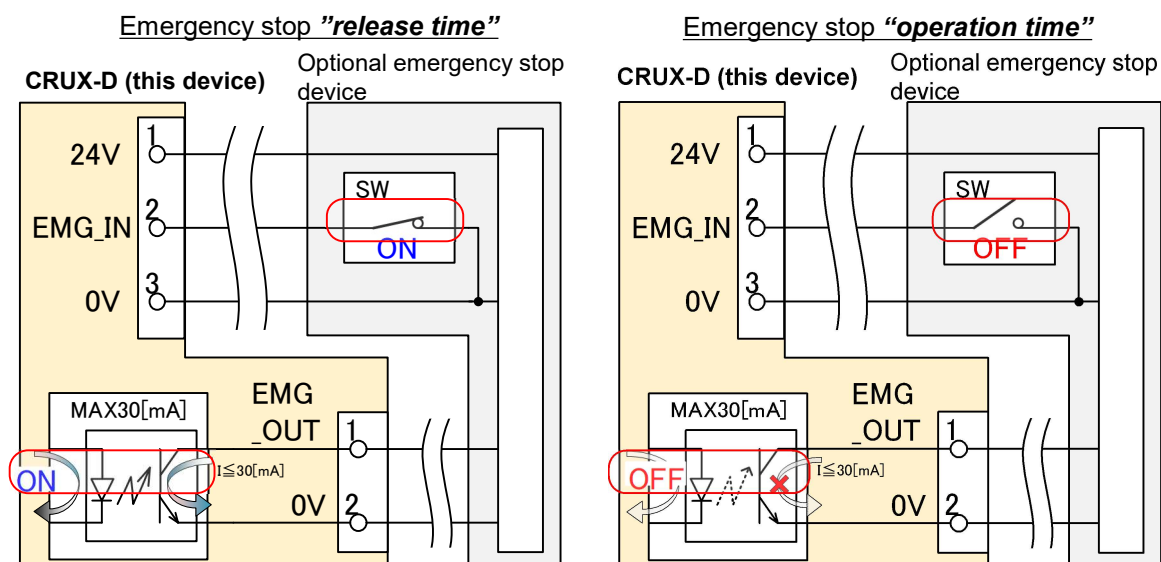 Emergency stop ”release time”
CRUX-D (this device)
Optional emergency stop
device
1
24V
SW
2
EMG_IN
ON
3
0V
EMG
MAX30[mA]
_OUT
1
ON
I≦30[mA]
0V
2
Emergency stop “operation time”
CRUX-D (this device)
Optional emergency stop
device
1
24V
SW
2
EMG_IN
OFF
3
0V
EMG
MAX30[mA]
_OUT
1
OFF
I≦30[mA]
0V
2